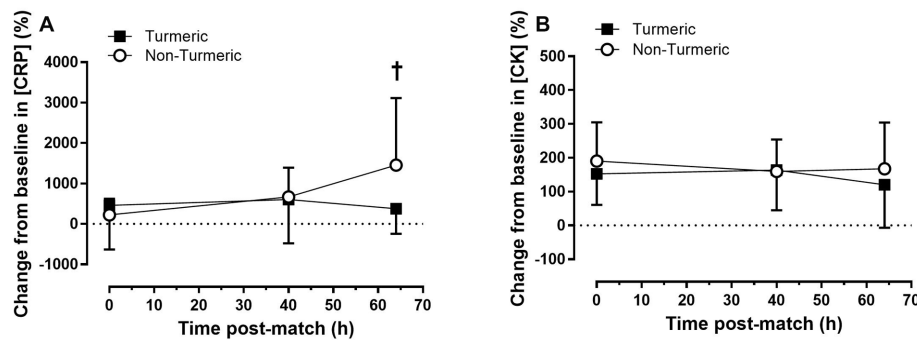 A
Turmeric
Non-Turmeric
Change from baseline in [CRP] (%)
4000
3000
2000
1000
0
-1000
†
0 10 20 30 40 50 60 70
Time post-match (h)
B
Turmeric
Non-Turmeric
Change from baseline in [CK] (%)
500
400
300
200
100
0
-100
0 10 20 30 40 50 60 70
Time post-match (h)